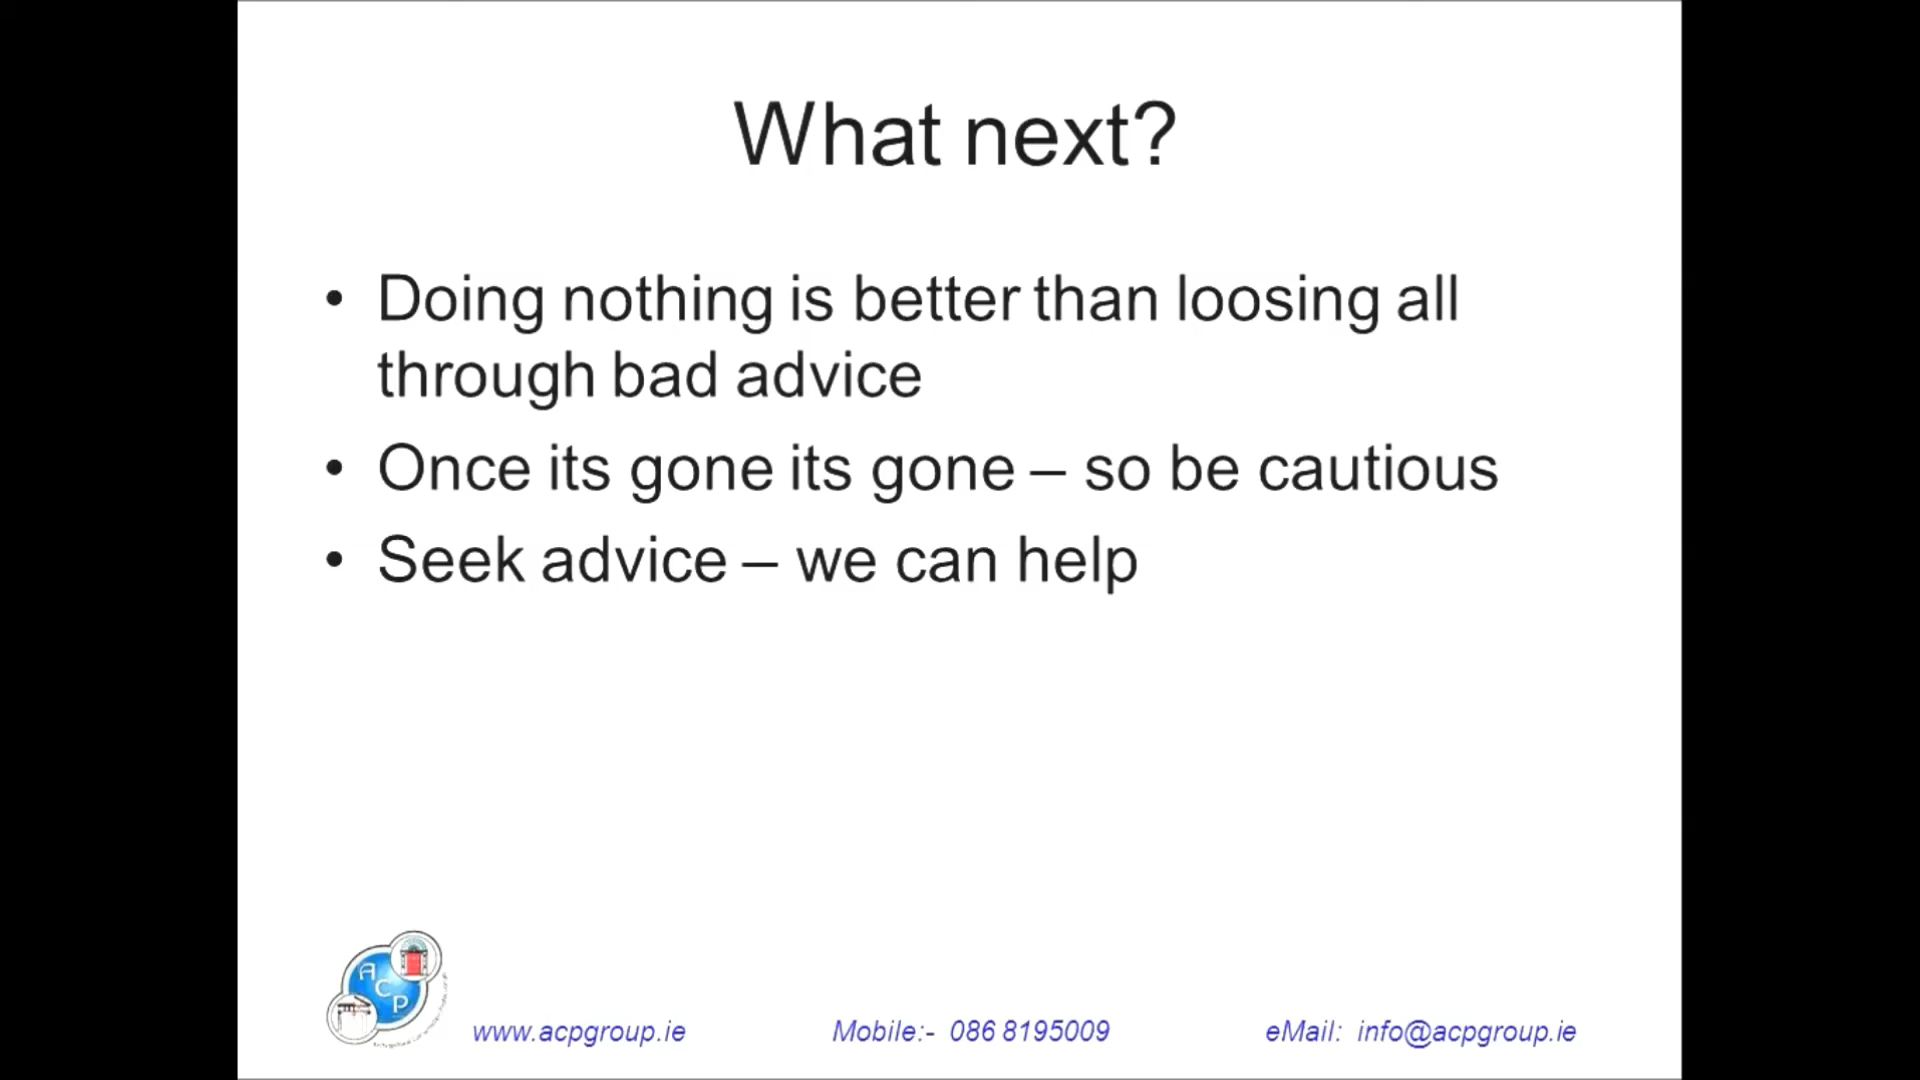 What next?
• Doing nothing is better than loosing all
through bad advice
• Once its gone its gone – so be cautious
• Seek advice – we can help
ACP
www.acpgroup.ie Mobile:- 086 8195009 eMail: info@acpgroup.ie